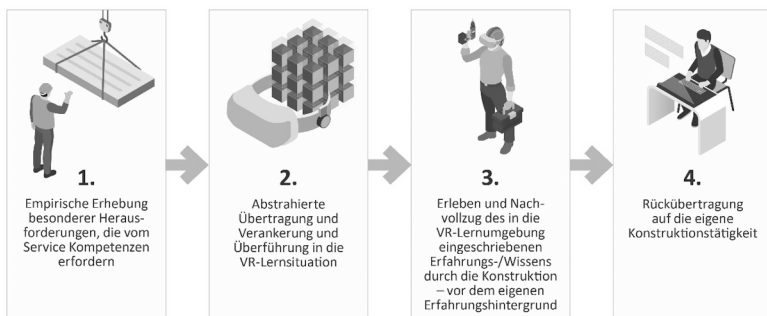 1.
Empirische Erhebung
besonderer Heraus-
forderungen, die vom
Service Kompetenzen
erfordern
2.
Abstrahierte
Übertragung und
Verankerung und
Überführung in die
VR-Lernsituation
3.
Erleben und Nach-
vollzug des in die
VR-Lernumgebung
eingeschriebenen
Erfahrungs-/Wissens
durch die Konstruktion
– vor dem eigenen
Erfahrungshintergrund
4.
Rückübertragung
auf die eigene
Konstruktionstätigkeit